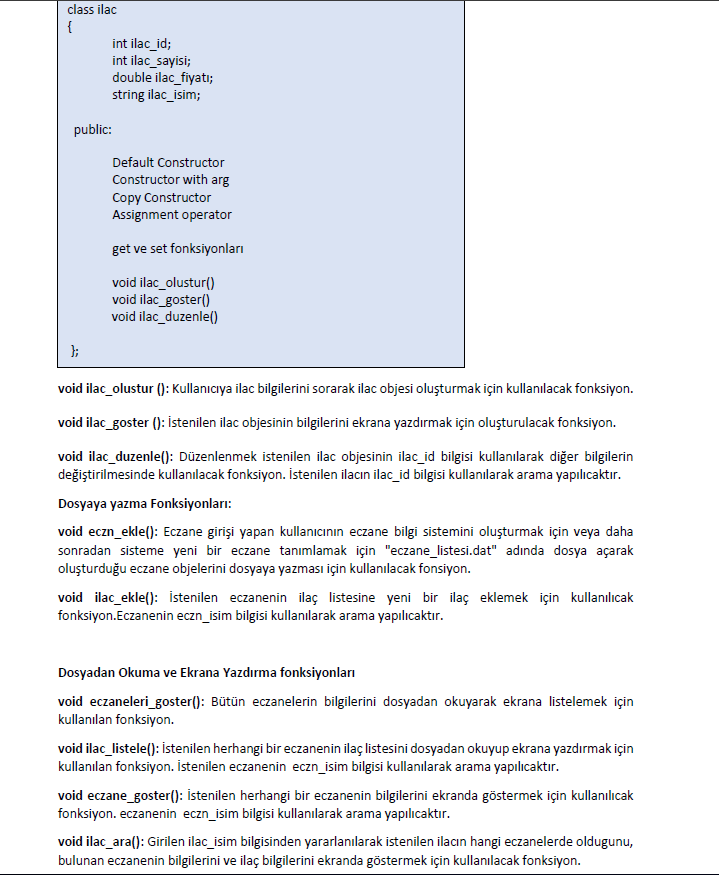 class ilac
{
int ilac_id;
int ilac_sayisi;
double ilac_fiyatı;
string ilac_isim;
public:
Default Constructor
Constructor with arg
Copy Constructor
Assignment operator
get ve set fonksiyonları
void ilac_olustur()
void ilac_goster()
void ilac_duzenle()
};
void ilac_olustur (): Kullanıcıya ilac bilgilerini sorarak ilac objesi oluşturmak için kullanılacak fonksiyon.
void ilac_goster (): İstenilen ilac objesinin bilgilerini ekrana yazdırmak için oluşturulacak fonksiyon.
void ilac_duzenle(): Düzenlenmek istenilen ilac objesinin ilac_id bilgisi kullanılarak diğer bilgilerin
değiştirilmesinde kullanılacak fonksiyon. İstenilen ilacın ilac_id bilgisi kullanılarak arama yapılıcaktır.
Dosyaya yazma Fonksiyonları:
void eczn_ekle(): Eczane girişi yapan kullanıcının eczane bilgi sistemini oluşturmak için veya daha
sonradan sisteme yeni bir eczane tanımlamak için "eczane_listesi.dat" adında dosya açarak
oluşturduğu eczane objelerini dosyaya yazması için kullanılacak fonsiyon.
void ilac_ekle(): İstenilen eczanenin ilaç listesine yeni bir ilaç eklemek için kullanılıcak
fonksiyon.Eczanenin eczn_isim bilgisi kullanılarak arama yapılıcaktır.
Dosyadan Okuma ve Ekrana Yazdırma fonksiyonları
void eczaneleri_goster(): Bütün eczanelerin bilgilerini dosyadan okuyarak ekrana listelemek için
kullanılan fonksiyon.
void ilac_listele(): İstenilen herhangi bir eczanenin ilaç listesini dosyadan okuyup ekrana yazdırmak için
kullanılan fonksiyon. İstenilen eczanenin eczn_isim bilgisi kullanılarak arama yapılıcaktır.
void eczane_goster(): İstenilen herhangi bir eczanenin bilgilerini ekranda göstermek için kullanılıcak
fonksiyon. eczanenin eczn_isim bilgisi kullanılarak arama yapılıcaktır.
void ilac_ara(): Girilen ilac_isim bilgisinden yararlanılarak istenilen ilacın hangi eczanelerde oldugunu,
bulunan eczanenin bilgilerini ve ilaç bilgilerini ekranda göstermek için kullanılacak fonksiyon.